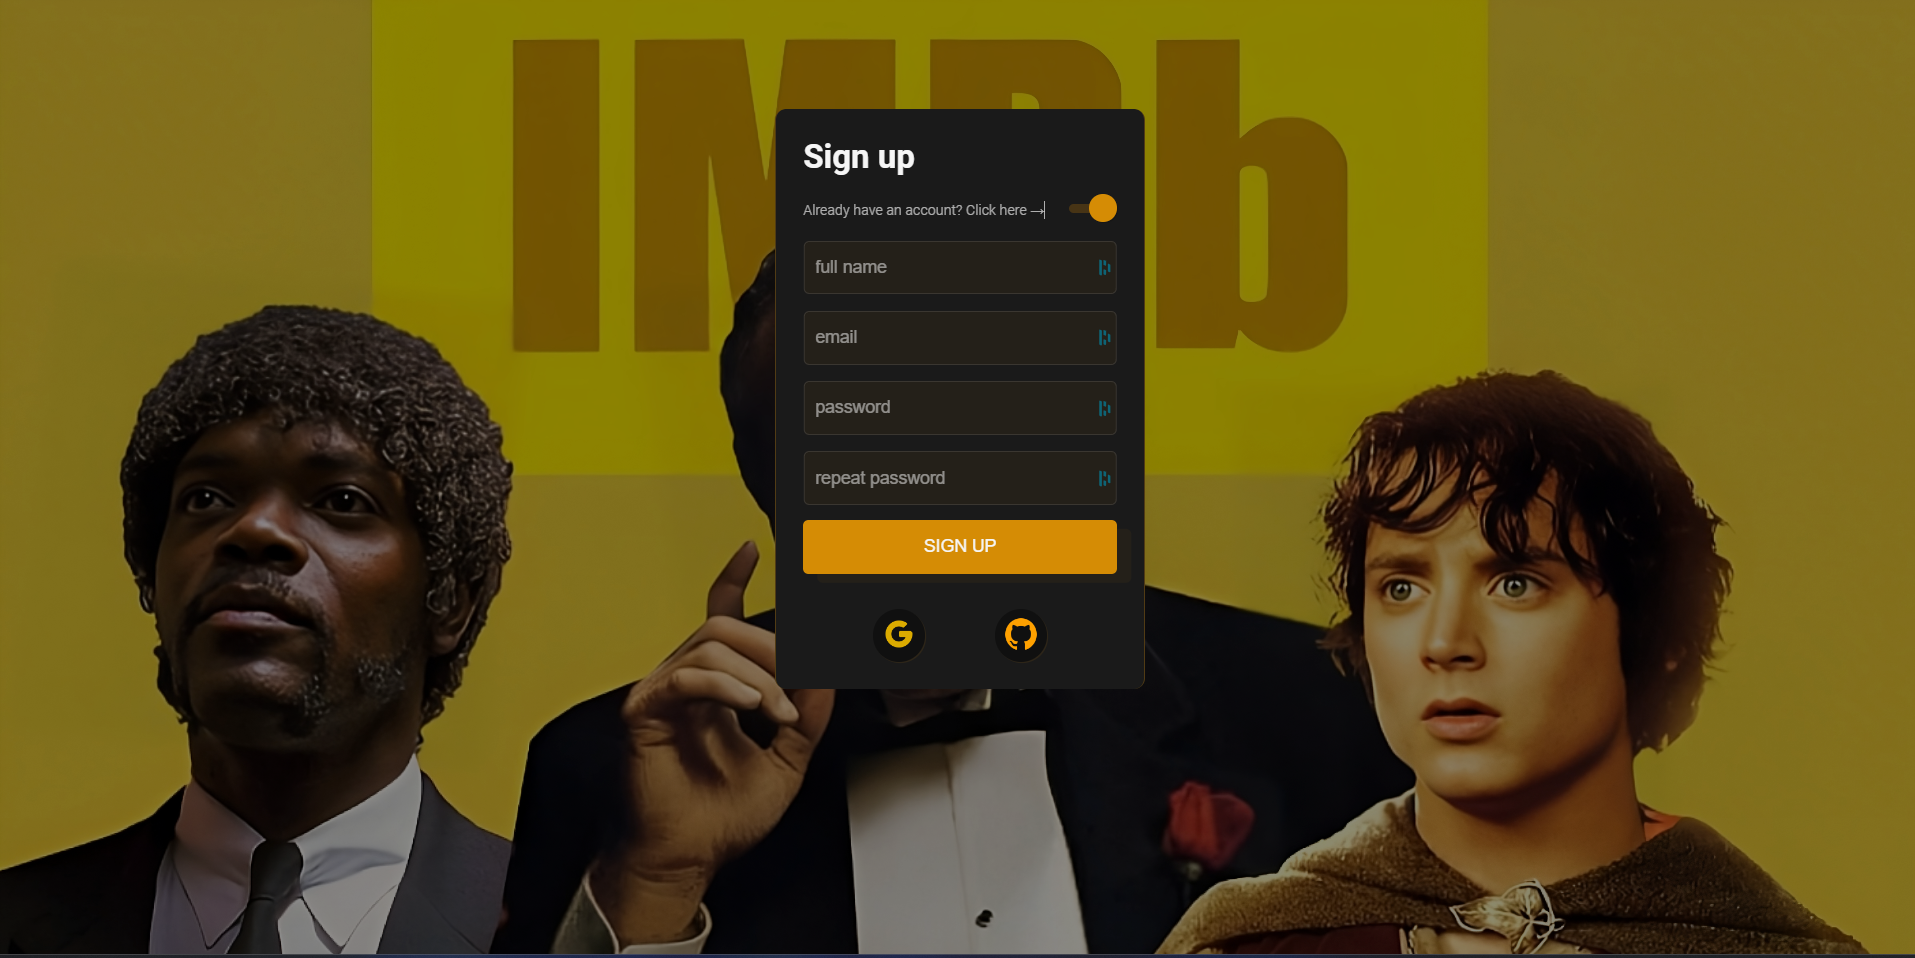 IMDb
Sign up
Already have an account? Click here →
full name
email
password
repeat password
SIGN UP